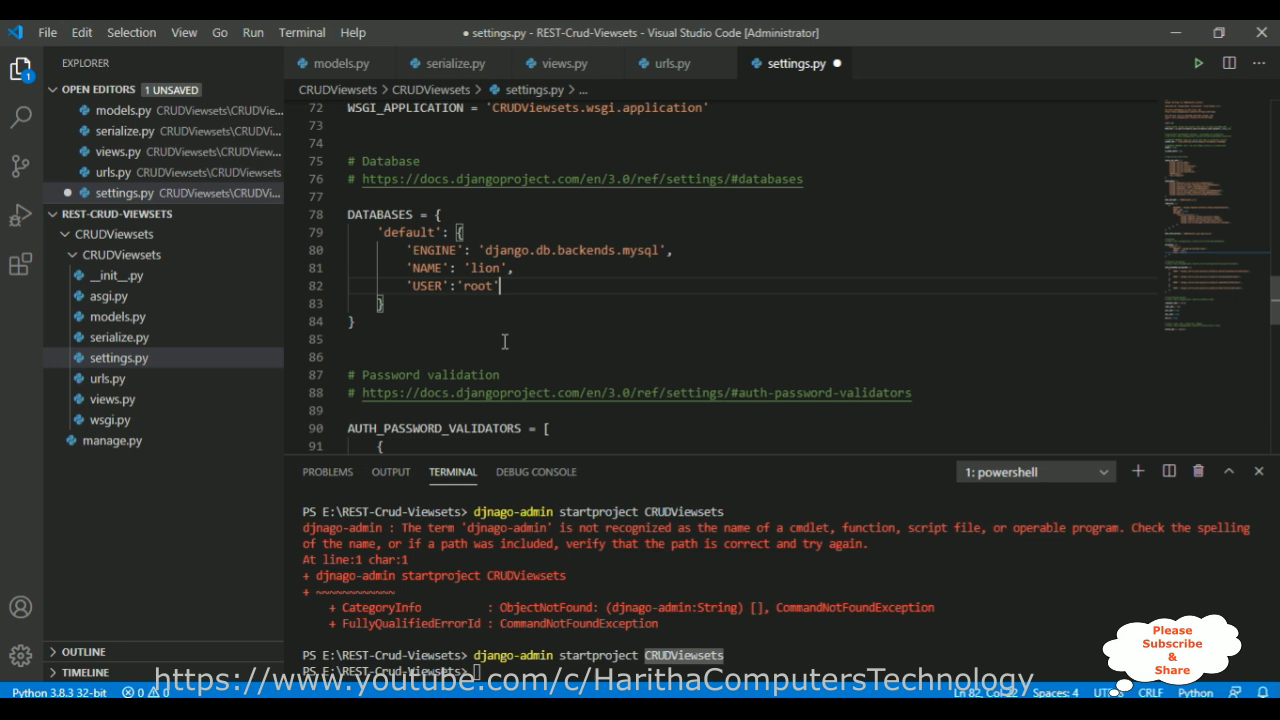 File Edit Selection View Go Run Terminal Help
● settings.py - REST-Crud-Viewsets - Visual Studio Code [Administrator]
EXPLORER
OPEN EDITORS 1 UNSAVED
models.py CRUDViewsets\CRUDVie...
serialize.py CRUDViewsets\CRUDVi...
views.py CRUDViewsets\CRUDView...
urls.py CRUDViewsets\CRUDViewsets
● settings.py CRUDViewsets\CRUDVi...
REST-CRUD-VIEWSETS
CRUDViewsets
CRUDViewsets
__init__.py
asgi.py
models.py
serialize.py
settings.py
urls.py
views.py
wsgi.py
manage.py
OUTLINE
TIMELINE
models.py serialize.py views.py urls.py settings.py ●
CRUDViewsets > CRUDViewsets > settings.py > ...
72 WSGI_APPLICATION = 'CRUDViewsets.wsgi.application'
73
74
75 # Database
76 # https://docs.djangoproject.com/en/3.0/ref/settings/#databases
77
78 DATABASES = {
79 'default': {
80 'ENGINE': 'django.db.backends.mysql',
81 'NAME': 'lion',
82 'USER':'root'
83 }
84 }
85
86
87 # Password validation
88 # https://docs.djangoproject.com/en/3.0/ref/settings/#auth-password-validators
89
90 AUTH_PASSWORD_VALIDATORS = [
91 {
PROBLEMS OUTPUT TERMINAL DEBUG CONSOLE
1: powershell
PS E:\REST-Crud-Viewsets> djnago-admin startproject CRUDViewsets
djnago-admin : The term 'djnago-admin' is not recognized as the name of a cmdlet, function, script file, or operable program. Check the spelling
of the name, or if a path was included, verify that the path is correct and try again.
At line:1 char:1
+ djnago-admin startproject CRUDViewsets
+ ~~~~~~~~~~~~
+ CategoryInfo : ObjectNotFound: (djnago-admin:String) [], CommandNotFoundException
+ FullyQualifiedErrorId : CommandNotFoundException
PS E:\REST-Crud-Viewsets> django-admin startproject CRUDViewsets
PS E:\REST-Crud-Viewsets>
Please
Subscribe
&
Share
https://www.youtube.com/c/HarithaComputersTechnology
Python 3.8.3 32-bit 0 0 Ln 82, Col 22 Spaces: 4 CRLF Python
1